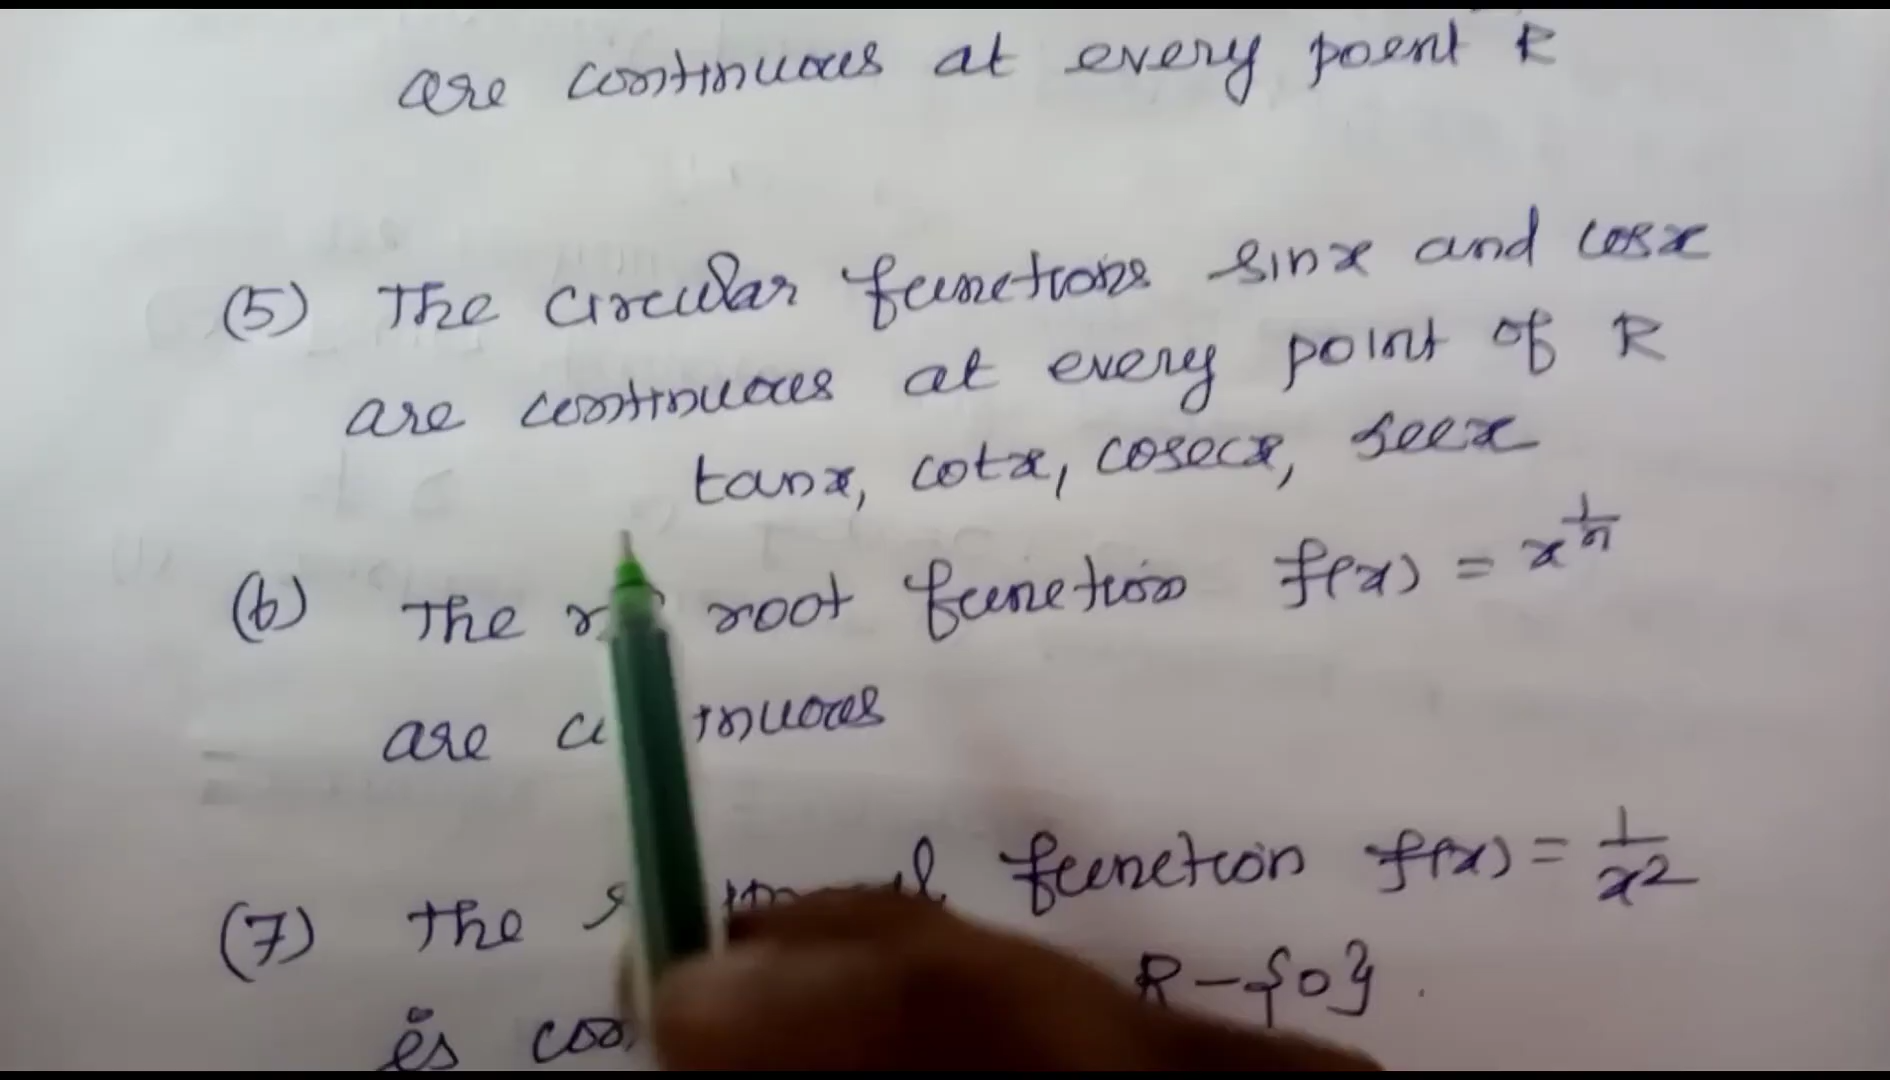 are continuous at every point R
(5) The circular functions sinx and cosx
are continuous at every point of R
tanx, cotx, cosecx, secx
(6) The root function f(x) = x^{1/n}
are
(7) the function f(x) = 1/x^2
R-{0}.
is